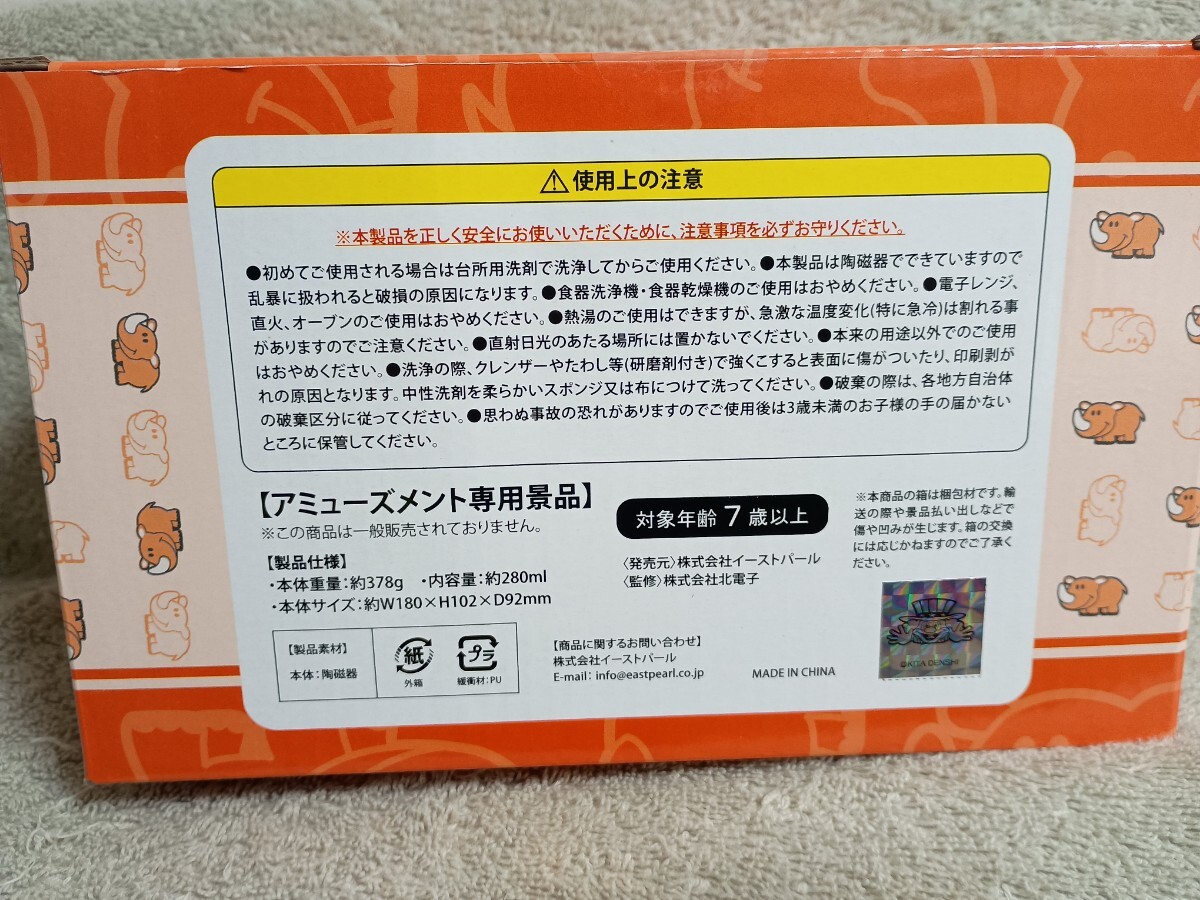 ⚠使用上の注意
※本製品を正しく安全にお使いいただくために、注意事項を必ずお守りください。
●初めてご使用される場合は台所用洗剤で洗浄してからご使用ください。●本製品は陶磁器でできていますので
乱暴に扱われると破損の原因になります。●食器洗浄機・食器乾燥機のご使用はおやめください。●電子レンジ、
直火、オーブンのご使用はおやめください。●熱湯のご使用はできますが、急激な温度変化(特に急冷)は割れる事
がありますのでご注意ください。●直射日光のあたる場所には置かないでください。●本来の用途以外でのご使用
はおやめください。●洗浄の際、クレンザーやたわし等(研磨剤付き)で強くこすると表面に傷がついたり、印刷剥が
れの原因となります。中性洗剤を柔らかいスポンジ又は布につけて洗ってください。●破棄の際は、各地方自治体
の破棄区分に従ってください。●思わぬ事故の恐れがありますのでご使用後は3歳未満のお子様の手の届かない
ところに保管してください。
【アミューズメント専用景品】
※この商品は一般販売されておりません。
【製品仕様】
・本体重量：約378g ・内容量：約280ml
・本体サイズ：約W180×H102×D92mm
【製品素材】
本体：陶磁器
紙
外箱
プラ
緩衝材：PU
対象年齢 7歳以上
〈発売元〉株式会社イーストパール
〈監修〉株式会社北電子
【商品に関するお問い合わせ】
株式会社イーストパール
E-mail：info@eastpearl.co.jp
MADE IN CHINA
※本商品の箱は梱包材です。輸
送の際や景品払い出しなどで
傷や凹みが生じます。箱の交換
には応じかねますのでご了承く
ださい。
©KITA DENSHI